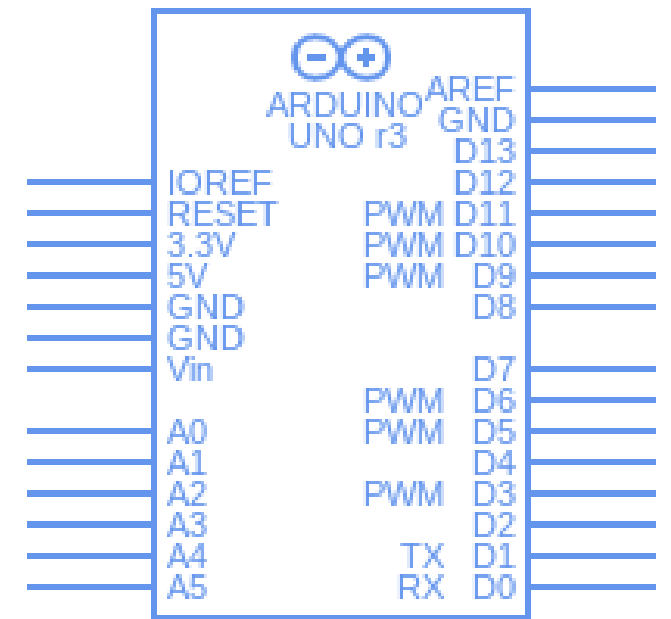 ARDUINO
UNO r3
AREF
GND
D13
IOREF D12
RESET PWM D11
3.3V PWM D10
5V PWM D9
GND D8
GND
Vin D7
PWM D6
A0 PWM D5
A1 D4
A2 PWM D3
A3 D2
A4 TX D1
A5 RX D0